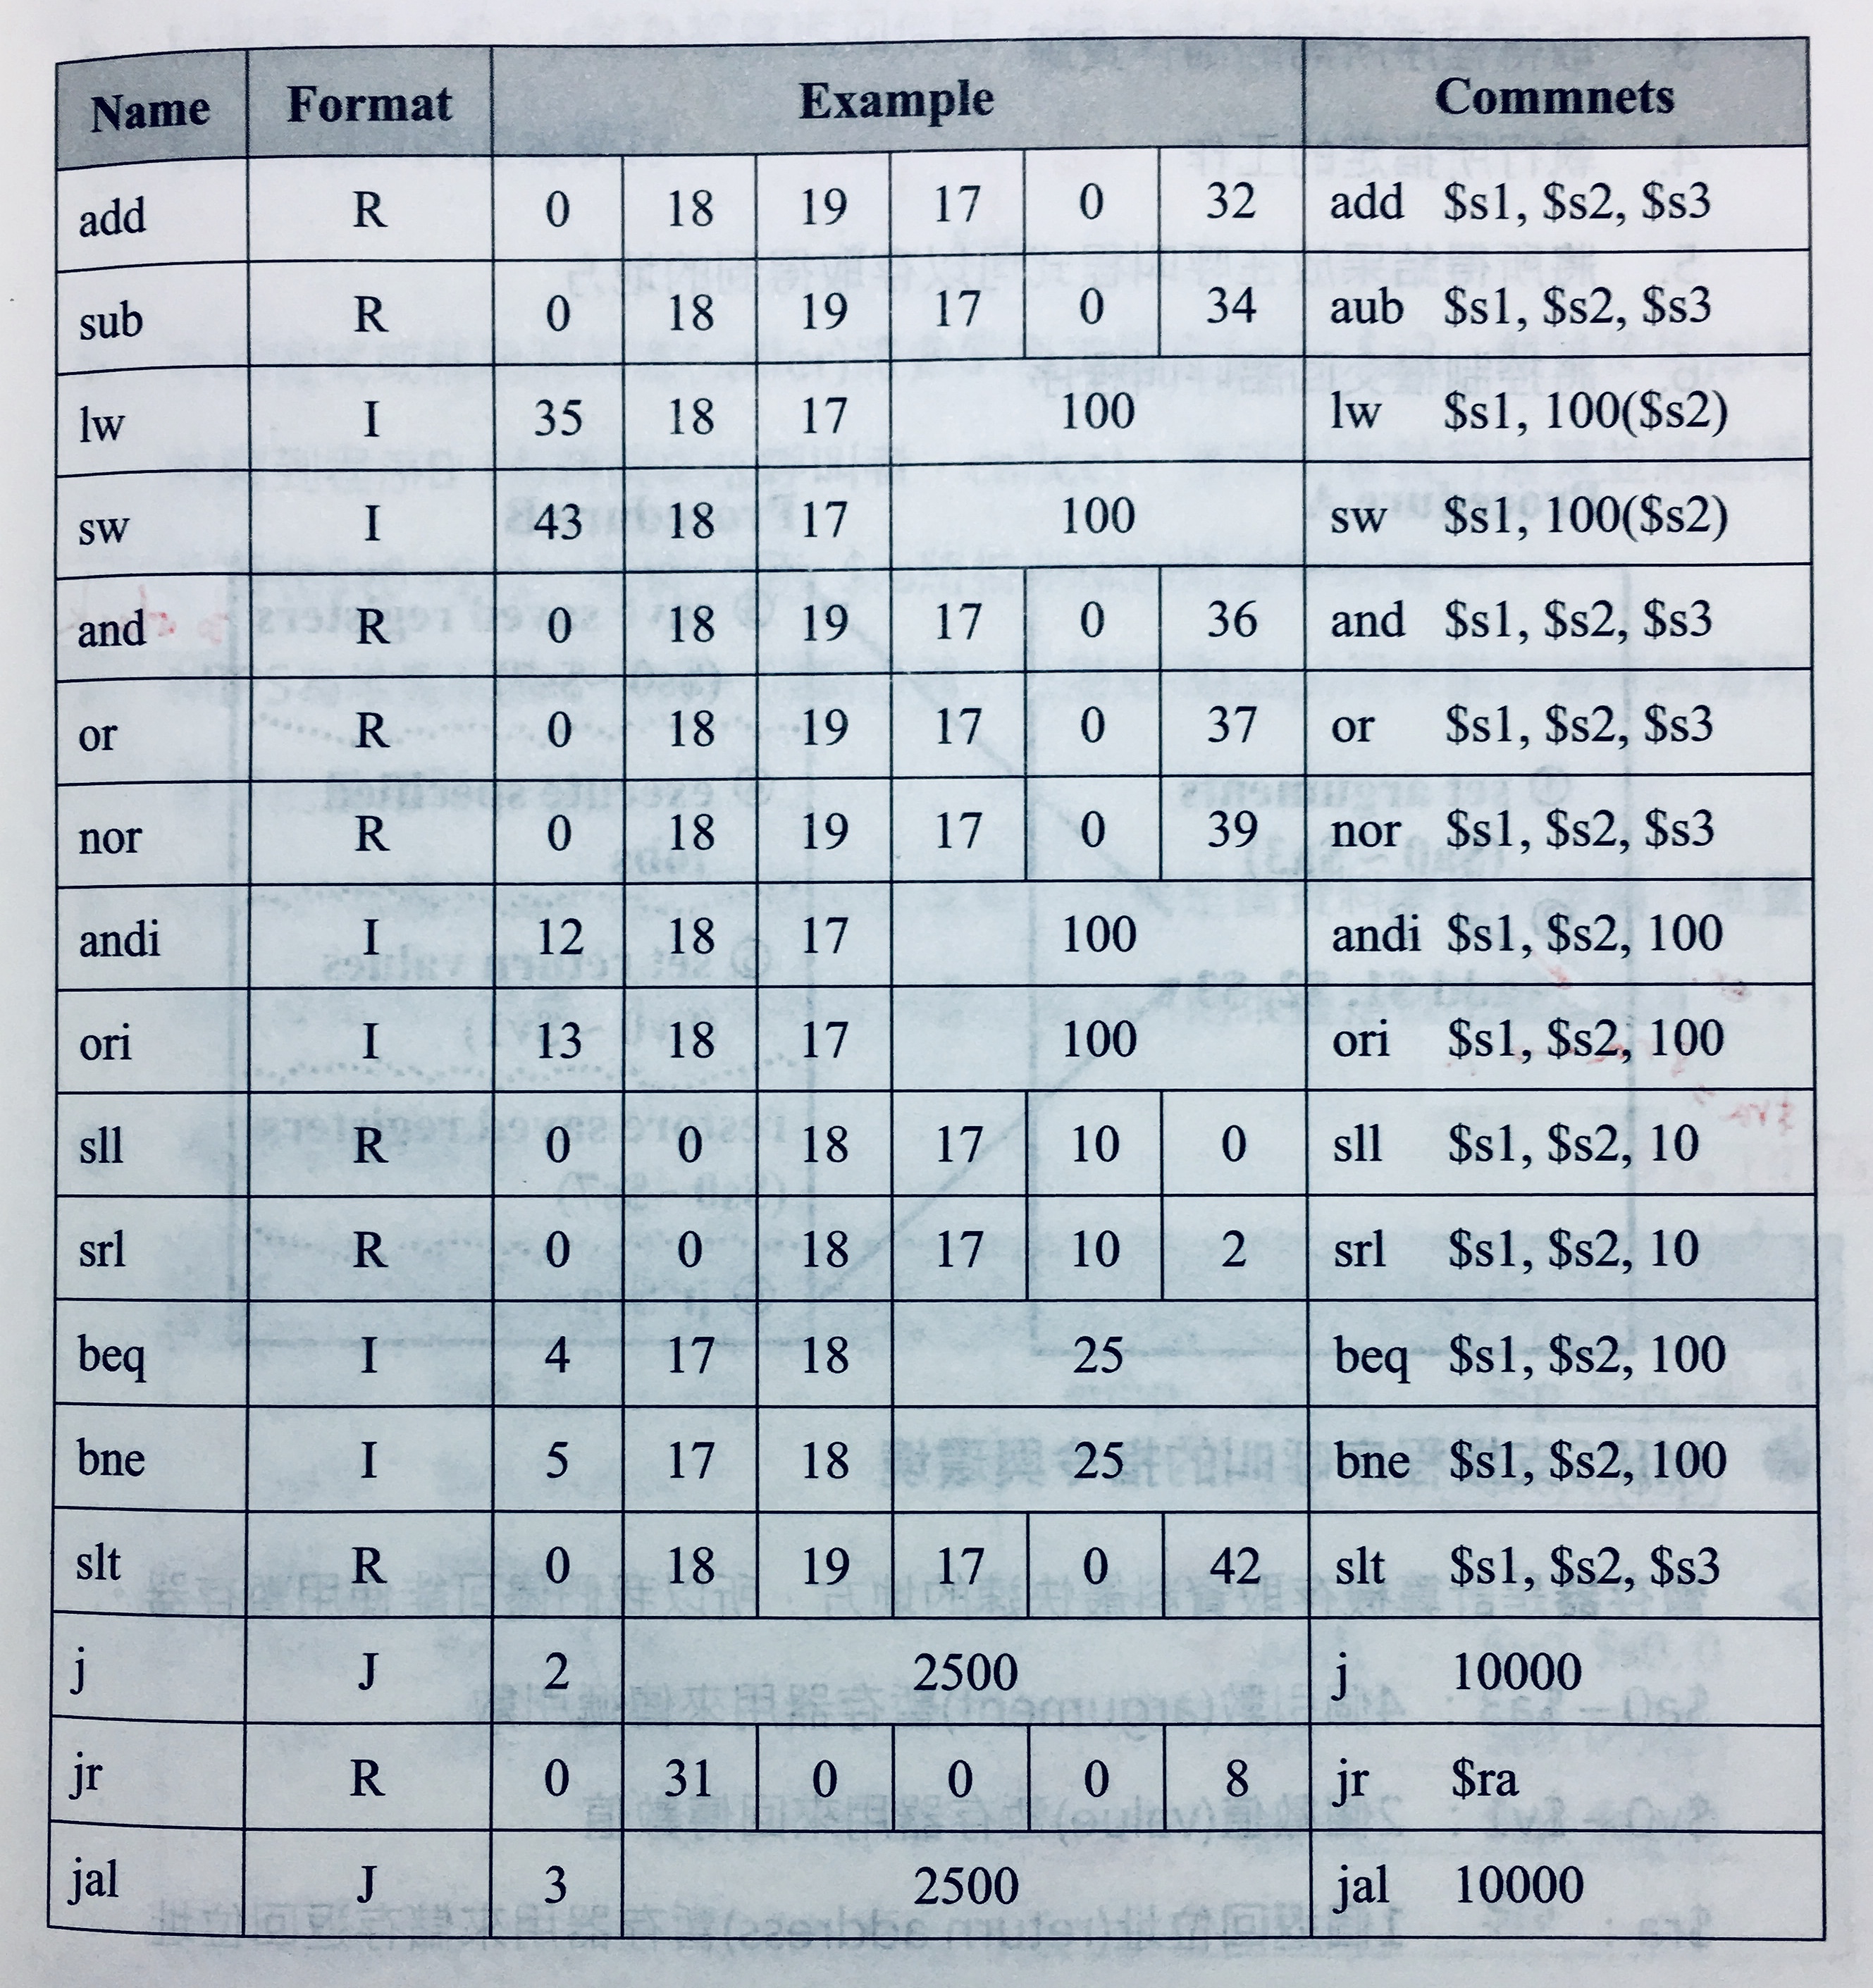 Name Format Example Commnets
add R 0 18 19 17 0 32 add $s1, $s2, $s3
sub R 0 18 19 17 0 34 aub $s1, $s2, $s3
lw I 35 18 17 100 lw $s1, 100($s2)
sw I 43 18 17 100 sw $s1, 100($s2)
and R 0 18 19 17 0 36 and $s1, $s2, $s3
or R 0 18 19 17 0 37 or $s1, $s2, $s3
nor R 0 18 19 17 0 39 nor $s1, $s2, $s3
andi I 12 18 17 100 andi $s1, $s2, 100
ori I 13 18 17 100 ori $s1, $s2, 100
sll R 0 0 18 17 10 0 sll $s1, $s2, 10
srl R 0 0 18 17 10 2 srl $s1, $s2, 10
beq I 4 17 18 25 beq $s1, $s2, 100
bne I 5 17 18 25 bne $s1, $s2, 100
slt R 0 18 19 17 0 42 slt $s1, $s2, $s3
j J 2 2500 j 10000
jr R 0 31 0 0 0 8 jr $ra
jal J 3 2500 jal 10000